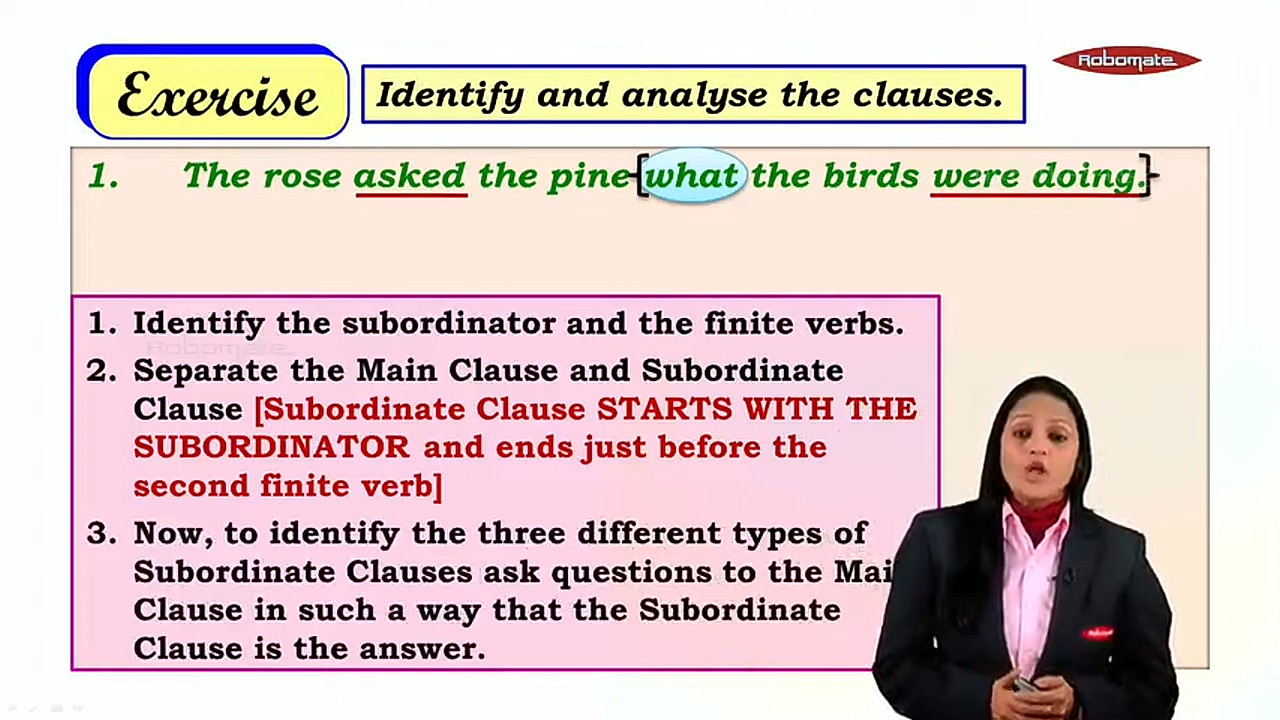 Exercise
Identify and analyse the clauses.
Robomate
1. The rose asked the pine [what the birds were doing.]
1. Identify the subordinator and the finite verbs.
Robomate
2. Separate the Main Clause and Subordinate
Clause [Subordinate Clause STARTS WITH THE
SUBORDINATOR and ends just before the
second finite verb]
3. Now, to identify the three different types of
Subordinate Clauses ask questions to the Mai
Clause in such a way that the Subordinate
Clause is the answer.